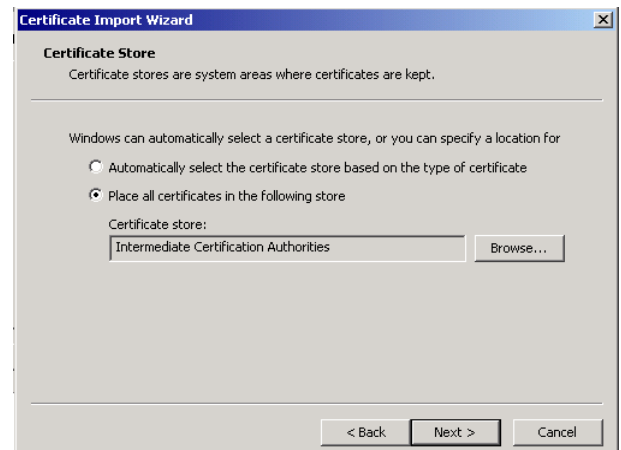 Certificate Import Wizard
Certificate Store
Certificate stores are system areas where certificates are kept.
Windows can automatically select a certificate store, or you can specify a location for
Automatically select the certificate store based on the type of certificate
Place all certificates in the following store
Certificate store:
Intermediate Certification Authorities
Browse...
< Back
Next >
Cancel